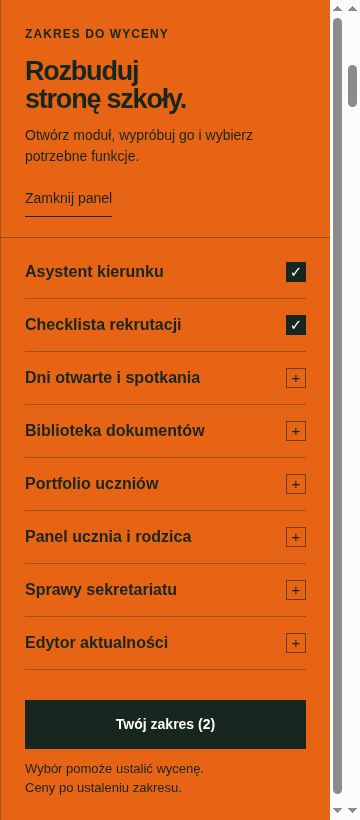 ZAKRES DO WYCENY
Rozbuduj
stronę szkoły.
Otwórz moduł, wypróbuj go i wybierz
potrzebne funkcje.
Zamknij panel
Asystent kierunku ✓
Checklista rekrutacji ✓
Dni otwarte i spotkania +
Biblioteka dokumentów +
Portfolio uczniów +
Panel ucznia i rodzica +
Sprawy sekretariatu +
Edytor aktualności +
Twój zakres (2)
Wybór pomoże ustalić wycenę.
Ceny po ustaleniu zakresu.